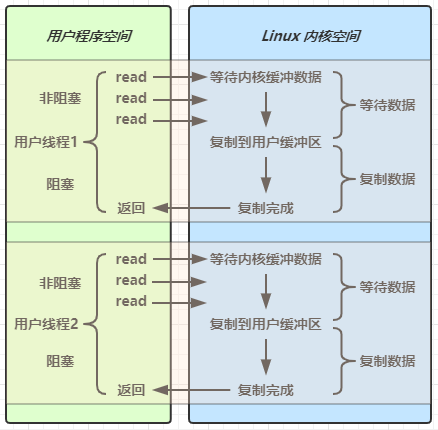 用户程序空间
Linux 内核空间
read
等待内核缓冲数据
非阻塞
read
等待数据
read
用户线程1
复制到用户缓冲区
阻塞
复制数据
返回
复制完成
read
等待内核缓冲数据
非阻塞
read
等待数据
read
用户线程2
复制到用户缓冲区
阻塞
复制数据
返回
复制完成